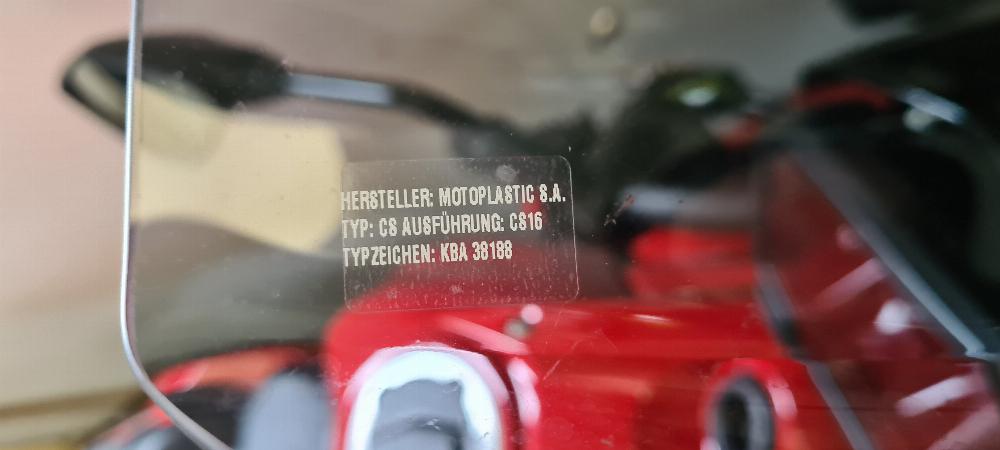 HERSTELLER: MOTOPLASTIC S.A.
TYP: CS AUSFÜHRUNG: CS16
TYPZEICHEN: KBA 38188